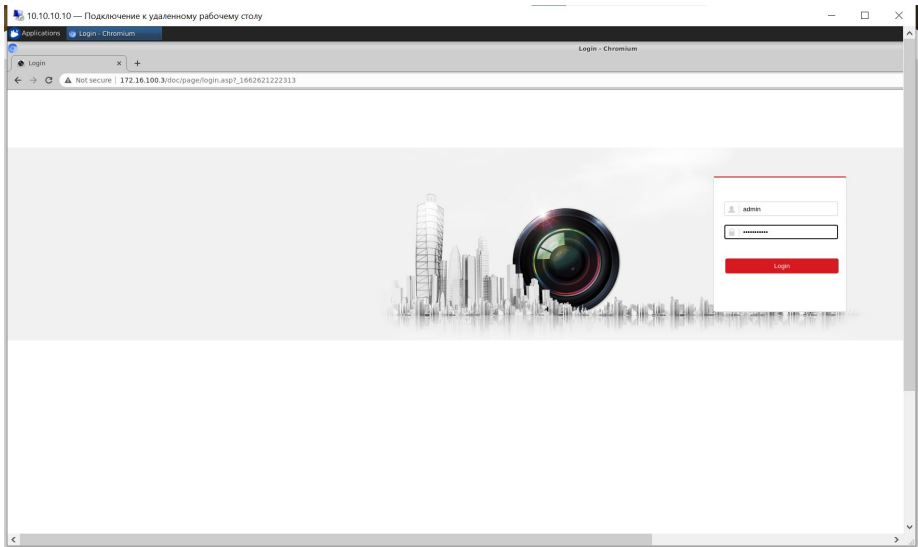 10.10.10.10 — Подключение к удаленному рабочему столу
Applications Login - Chromium
Login - Chromium
Login
Not secure 172.16.100.3/doc/page/login.asp?_1662621222313
admin
•••••••••••
Login